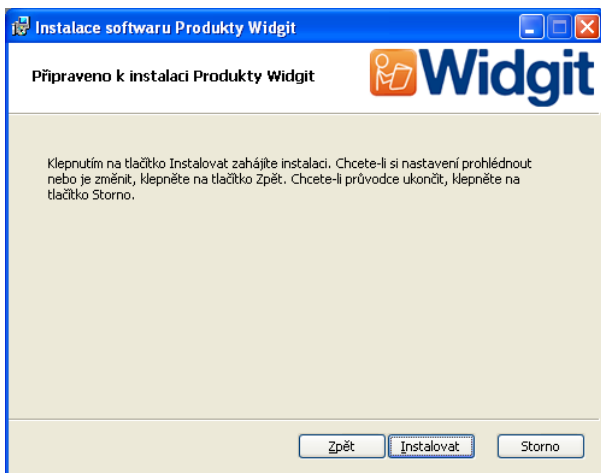 Instalace softwaru Produkty Widgit
Připraveno k instalaci Produkty Widgit
Widgit
Klepnutím na tlačítko Instalovat zahájíte instalaci. Chcete-li si nastavení prohlédnout
nebo je změnit, klepněte na tlačítko Zpět. Chcete-li průvodce ukončit, klepněte na
tlačítko Storno.
Zpět
Instalovat
Storno